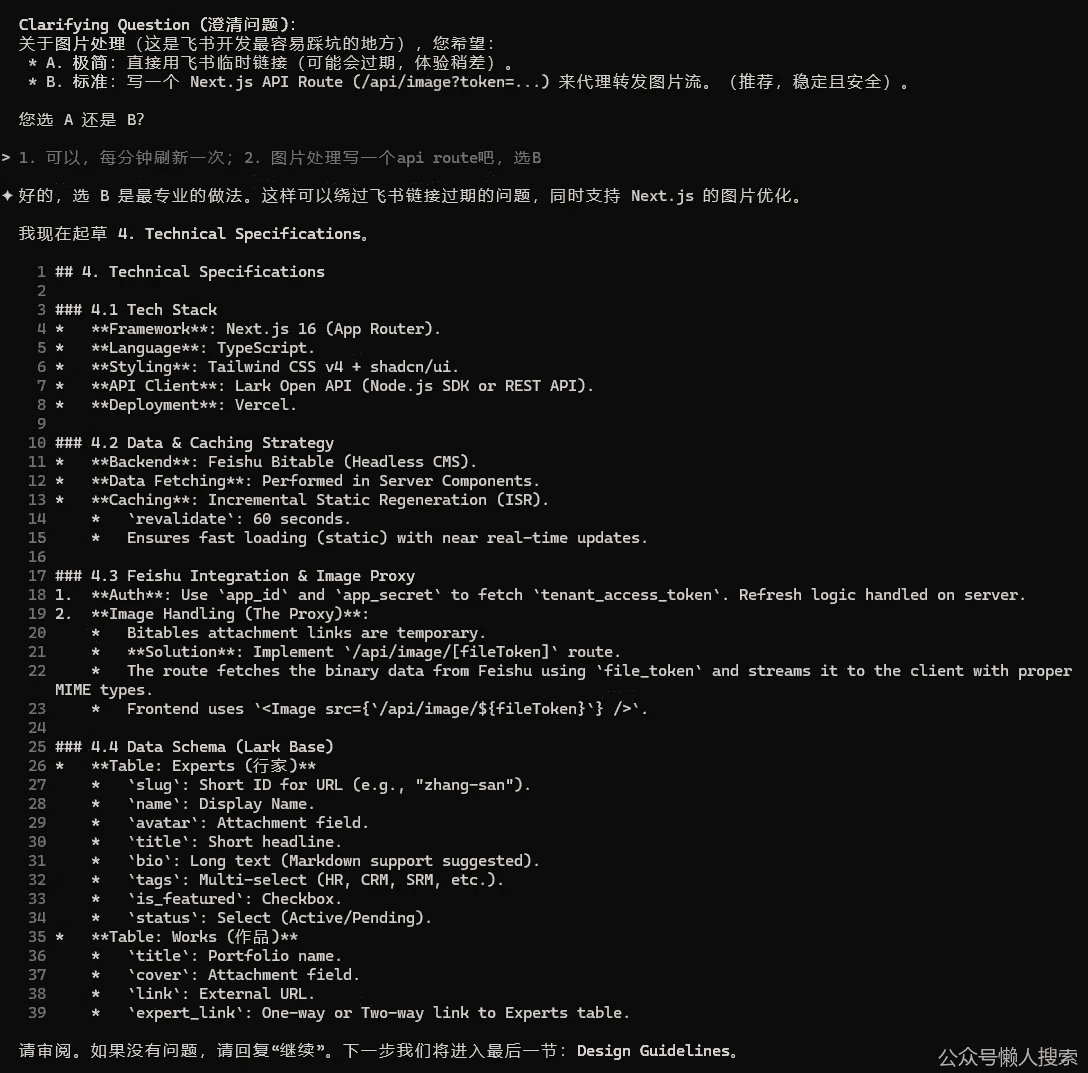 Clarifying Question (澄清问题):
关于图片处理（这是飞书开发最容易踩坑的地方），您希望：
* A. 极简：直接用飞书临时链接（可能会过期，体验稍差）。
* B. 标准：写一个 Next.js API Route (/api/image?token=...) 来代理转发图片流。（推荐，稳定且安全）。
您选 A 还是 B？
> 1. 可以，每分钟刷新一次；2. 图片处理写一个api route吧，选B
✦ 好的，选 B 是最专业的做法。这样可以绕过飞书链接过期的问题，同时支持 Next.js 的图片优化。
我现在起草 4. Technical Specifications。
1 ## 4. Technical Specifications
2
3 ### 4.1 Tech Stack
4 *   **Framework**: Next.js 16 (App Router).
5 *   **Language**: TypeScript.
6 *   **Styling**: Tailwind CSS v4 + shadcn/ui.
7 *   **API Client**: Lark Open API (Node.js SDK or REST API).
8 *   **Deployment**: Vercel.
9
10 ### 4.2 Data & Caching Strategy
11 *   **Backend**: Feishu Bitable (Headless CMS).
12 *   **Data Fetching**: Performed in Server Components.
13 *   **Caching**: Incremental Static Regeneration (ISR).
14     *   `revalidate`: 60 seconds.
15     *   Ensures fast loading (static) with near real-time updates.
16
17 ### 4.3 Feishu Integration & Image Proxy
18 1.  **Auth**: Use `app_id` and `app_secret` to fetch `tenant_access_token`. Refresh logic handled on server.
19 2.  **Image Handling (The Proxy)**:
20     *   Bitables attachment links are temporary.
21     *   **Solution**: Implement `/api/image/[fileToken]` route.
22     *   The route fetches the binary data from Feishu using `file_token` and streams it to the client with proper
MIME types.
23     *   Frontend uses `<Image src={`/api/image/${fileToken}`} />`.
24
25 ### 4.4 Data Schema (Lark Base)
26 *   **Table: Experts (行家)**
27     *   `slug`: Short ID for URL (e.g., "zhang-san").
28     *   `name`: Display Name.
29     *   `avatar`: Attachment field.
30     *   `title`: Short headline.
31     *   `bio`: Long text (Markdown support suggested).
32     *   `tags`: Multi-select (HR, CRM, SRM, etc.).
33     *   `is_featured`: Checkbox.
34     *   `status`: Select (Active/Pending).
35 *   **Table: Works (作品)**
36     *   `title`: Portfolio name.
37     *   `cover`: Attachment field.
38     *   `link`: External URL.
39     *   `expert_link`: One-way or Two-way link to Experts table.
请审阅。如果没有问题，请回复“继续”。下一步我们将进入最后一节：Design Guidelines。
公众号懒人搜索